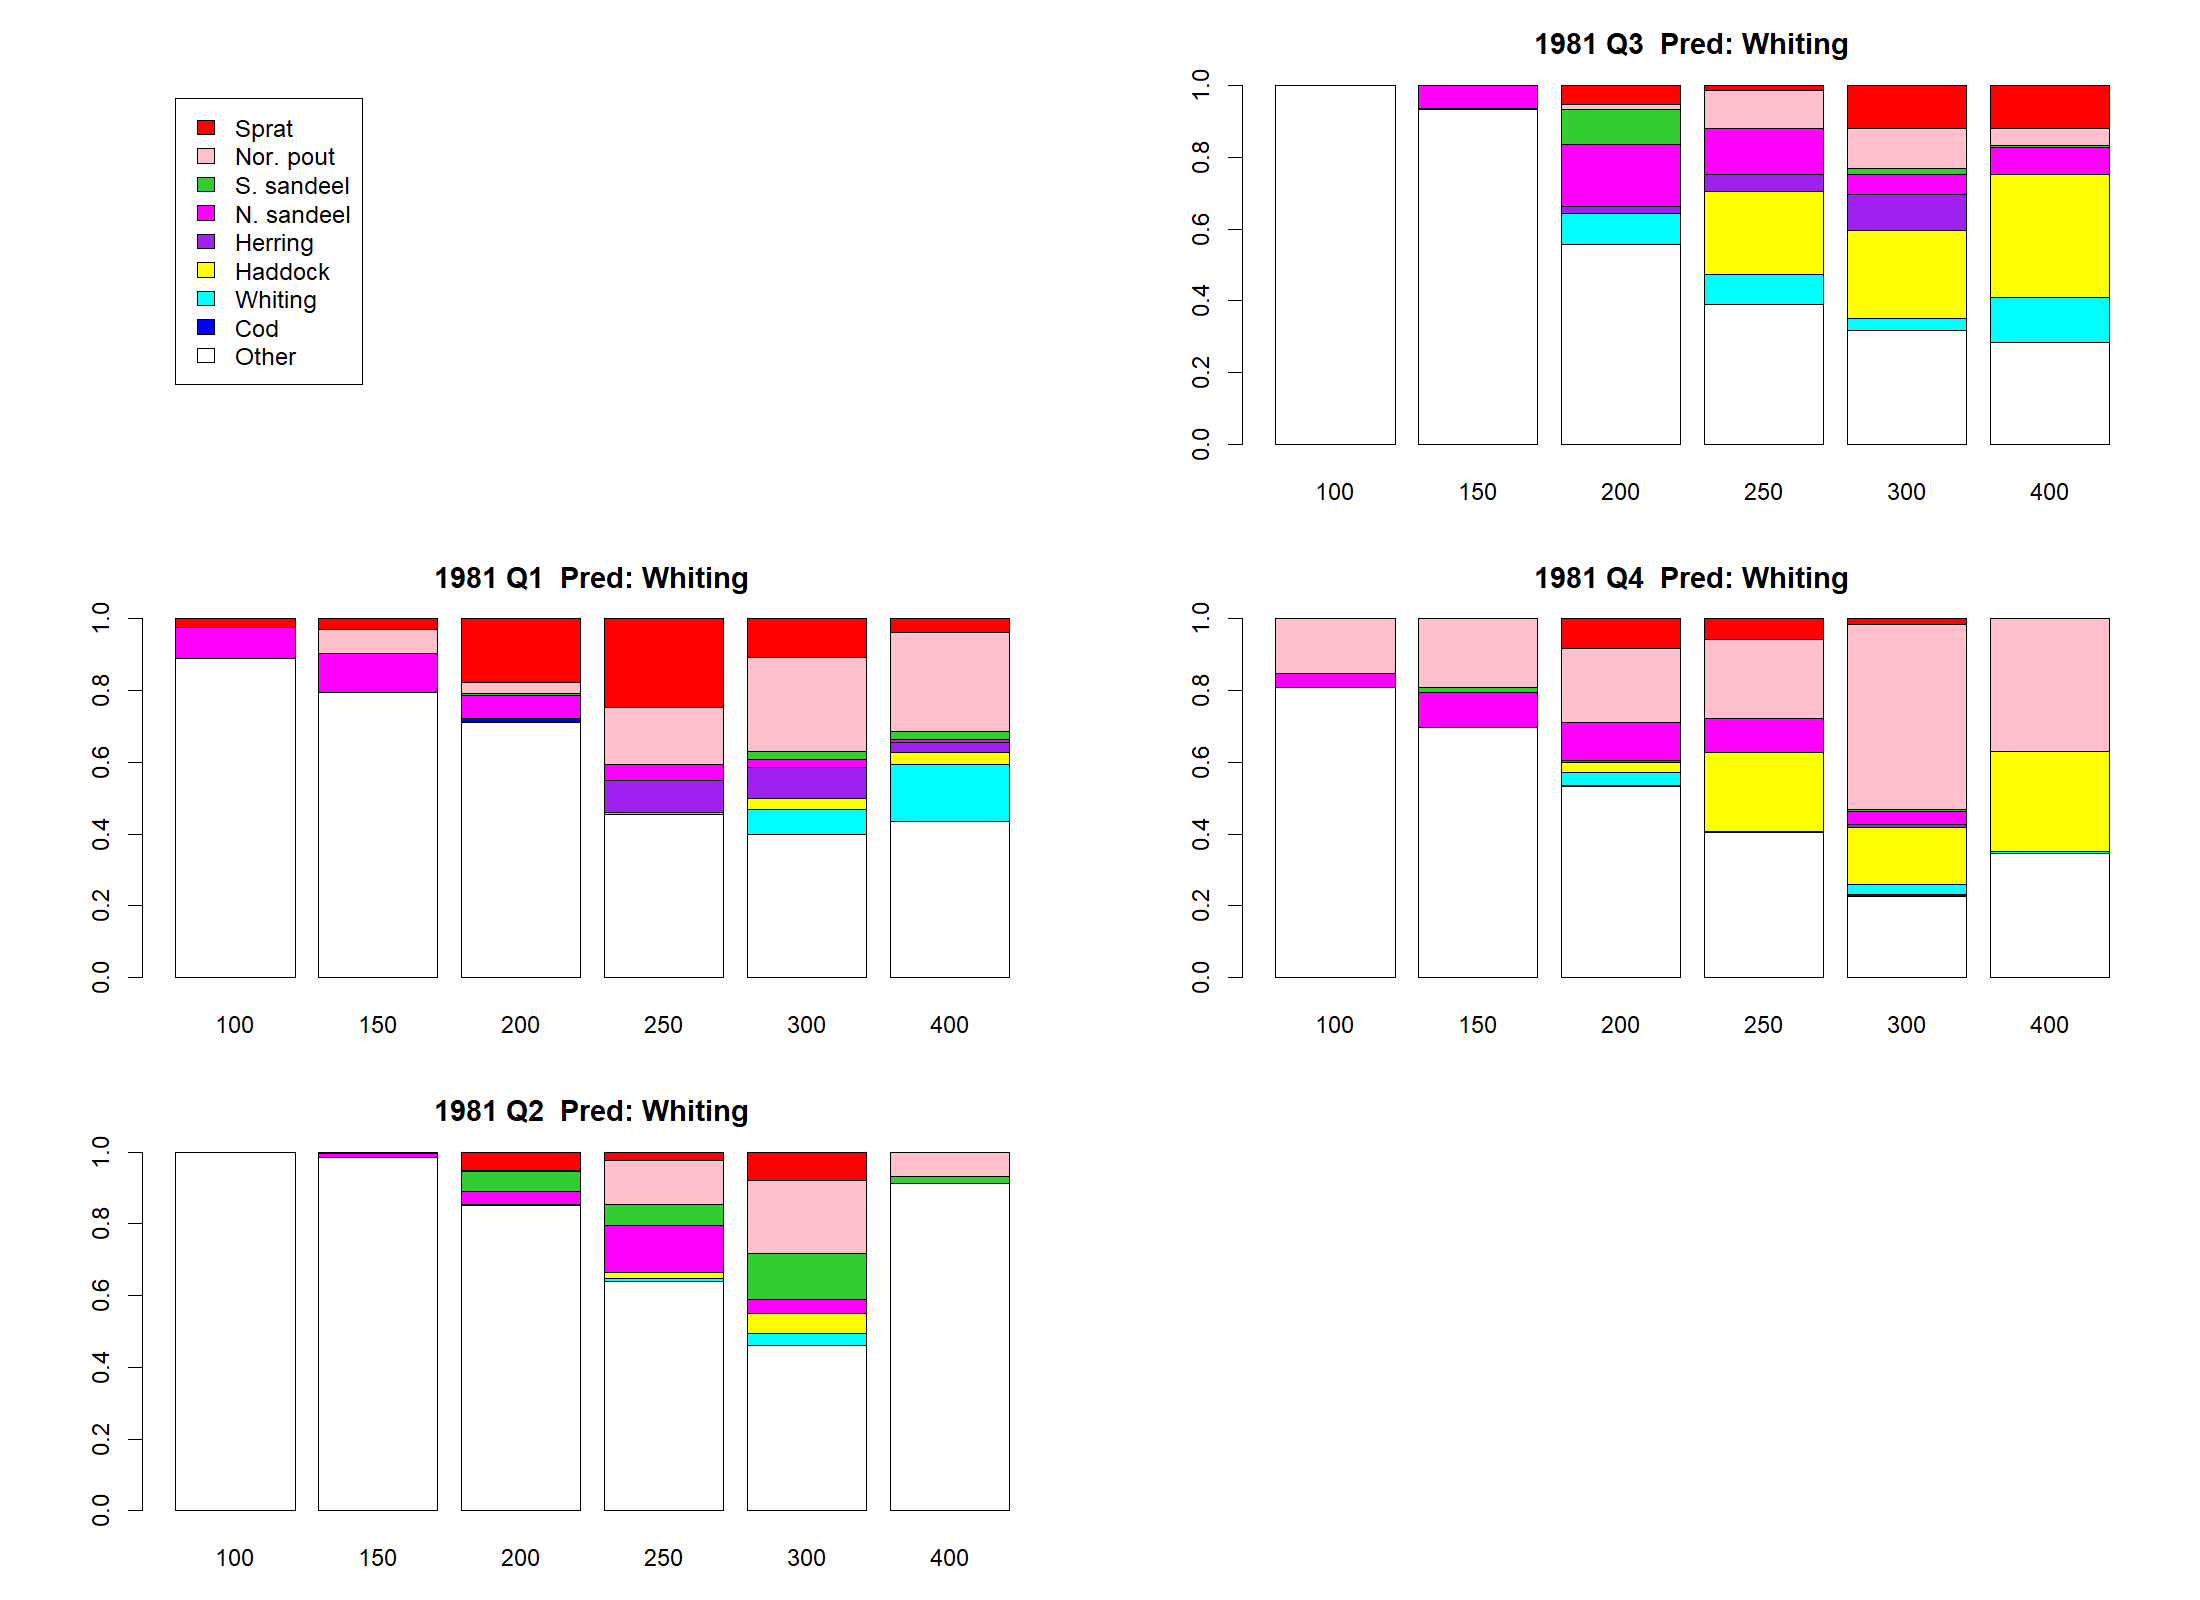 Sprat
Nor. pout
S. sandeel
N. sandeel
Herring
Haddock
Whiting
Cod
Other
1981 Q1 Pred: Whiting
1.0
0.8
0.6
0.4
0.2
0.0
100 150 200 250 300 400
1981 Q2 Pred: Whiting
1.0
0.8
0.6
0.4
0.2
0.0
100 150 200 250 300 400
1981 Q3 Pred: Whiting
1.0
0.8
0.6
0.4
0.2
0.0
100 150 200 250 300 400
1981 Q4 Pred: Whiting
1.0
0.8
0.6
0.4
0.2
0.0
100 150 200 250 300 400